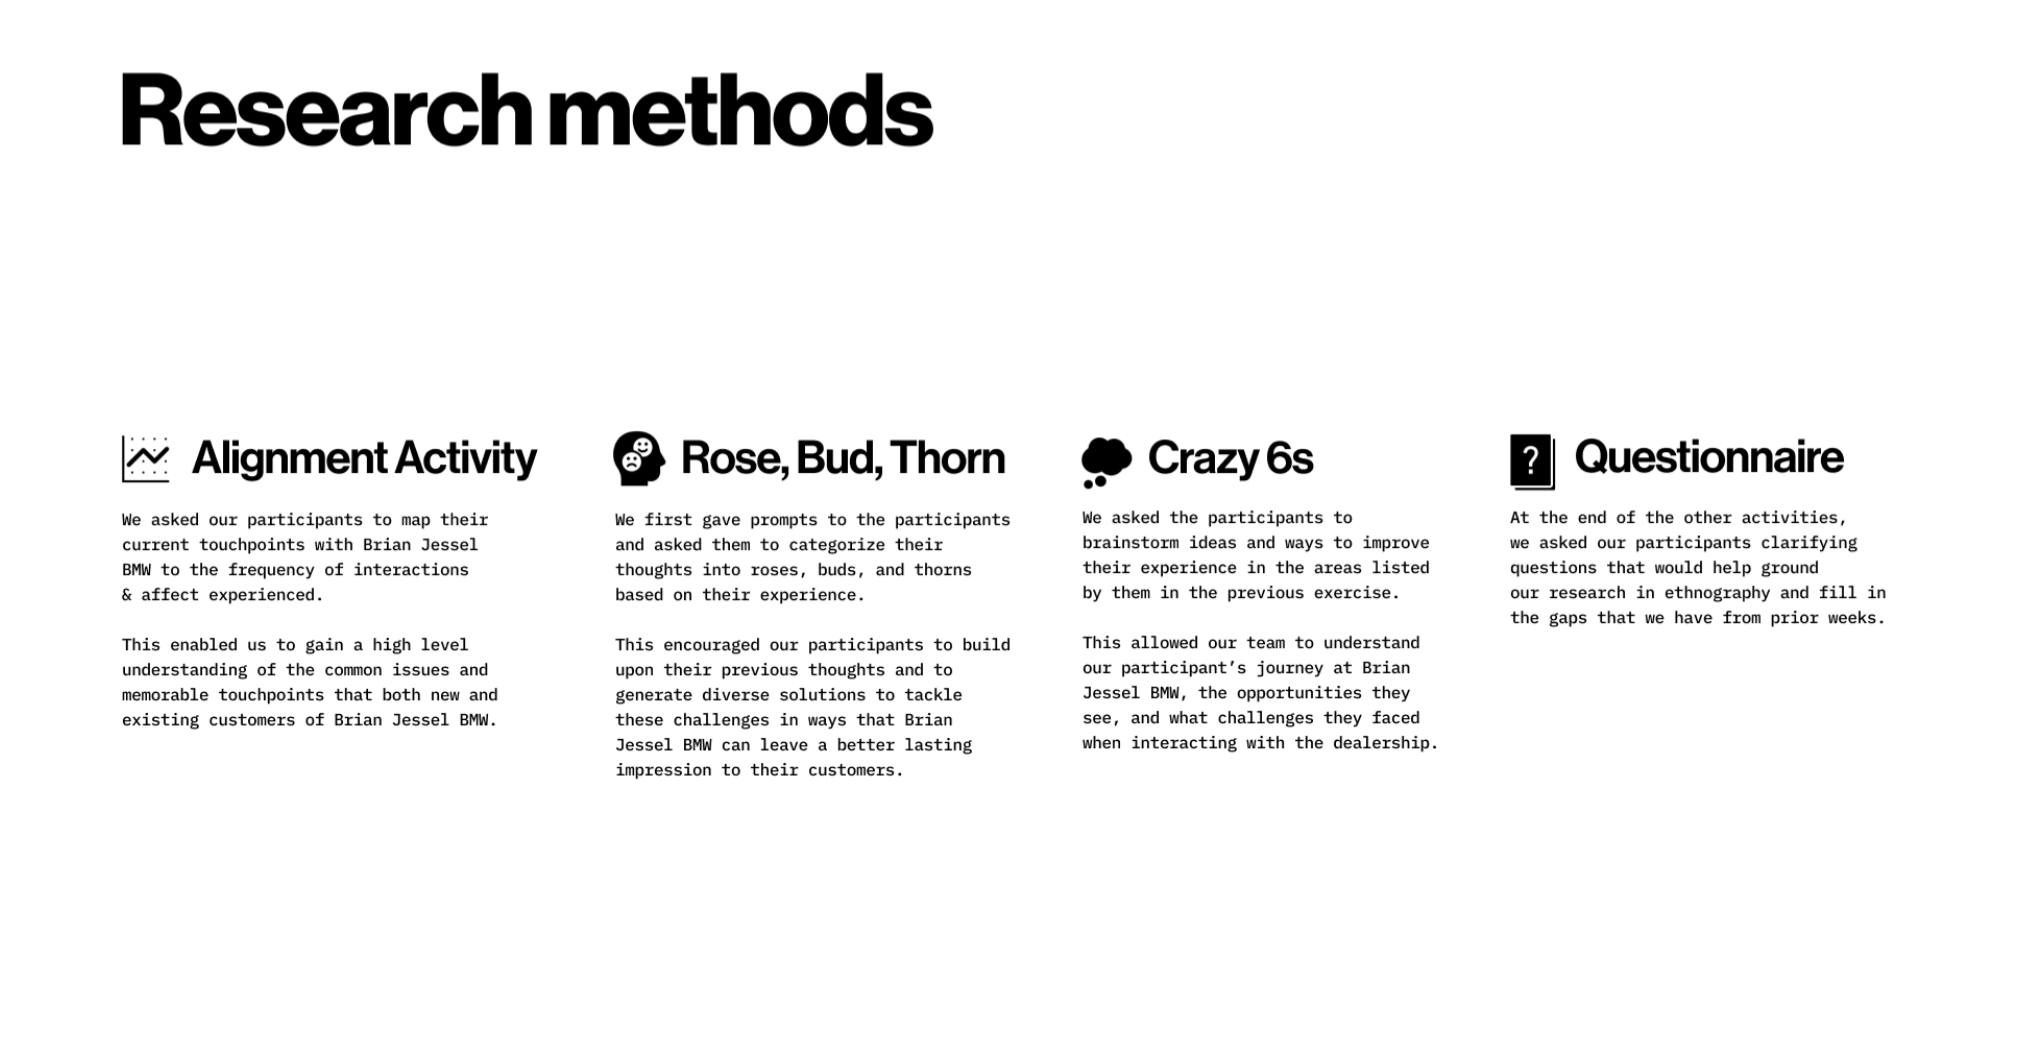 Research methods
Alignment Activity
We asked our participants to map their
current touchpoints with Brian Jessel
BMW to the frequency of interactions
& affect experienced.
This enabled us to gain a high level
understanding of the common issues and
memorable touchpoints that both new and
existing customers of Brian Jessel BMW.
Rose, Bud, Thorn
We first gave prompts to the participants
and asked them to categorize their
thoughts into roses, buds, and thorns
based on their experience.
This encouraged our participants to build
upon their previous thoughts and to
generate diverse solutions to tackle
these challenges in ways that Brian
Jessel BMW can leave a better lasting
impression to their customers.
Crazy 6s
We asked the participants to
brainstorm ideas and ways to improve
their experience in the areas listed
by them in the previous exercise.
This allowed our team to understand
our participant’s journey at Brian
Jessel BMW, the opportunities they
see, and what challenges they faced
when interacting with the dealership.
?
Questionnaire
At the end of the other activities,
we asked our participants clarifying
questions that would help ground
our research in ethnography and fill in
the gaps that we have from prior weeks.